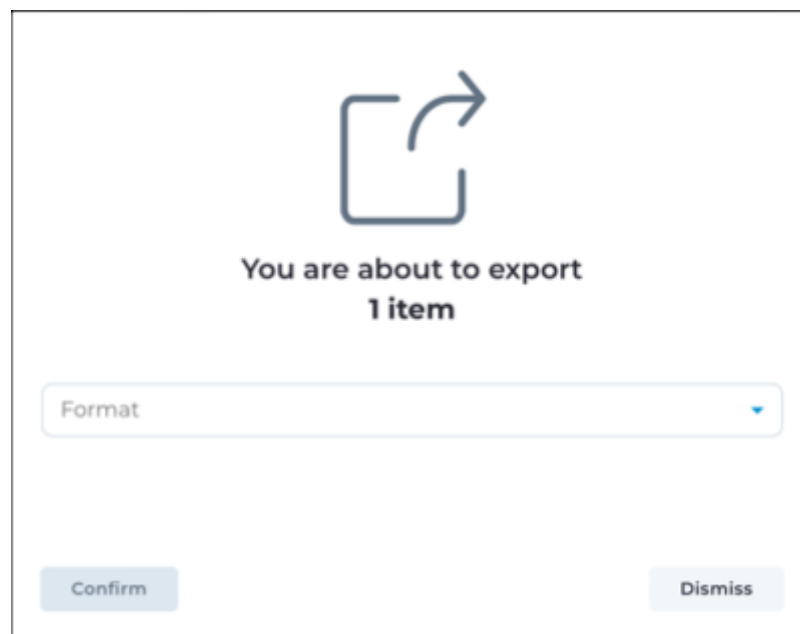 You are about to export
1 item
Format
Confirm
Dismiss